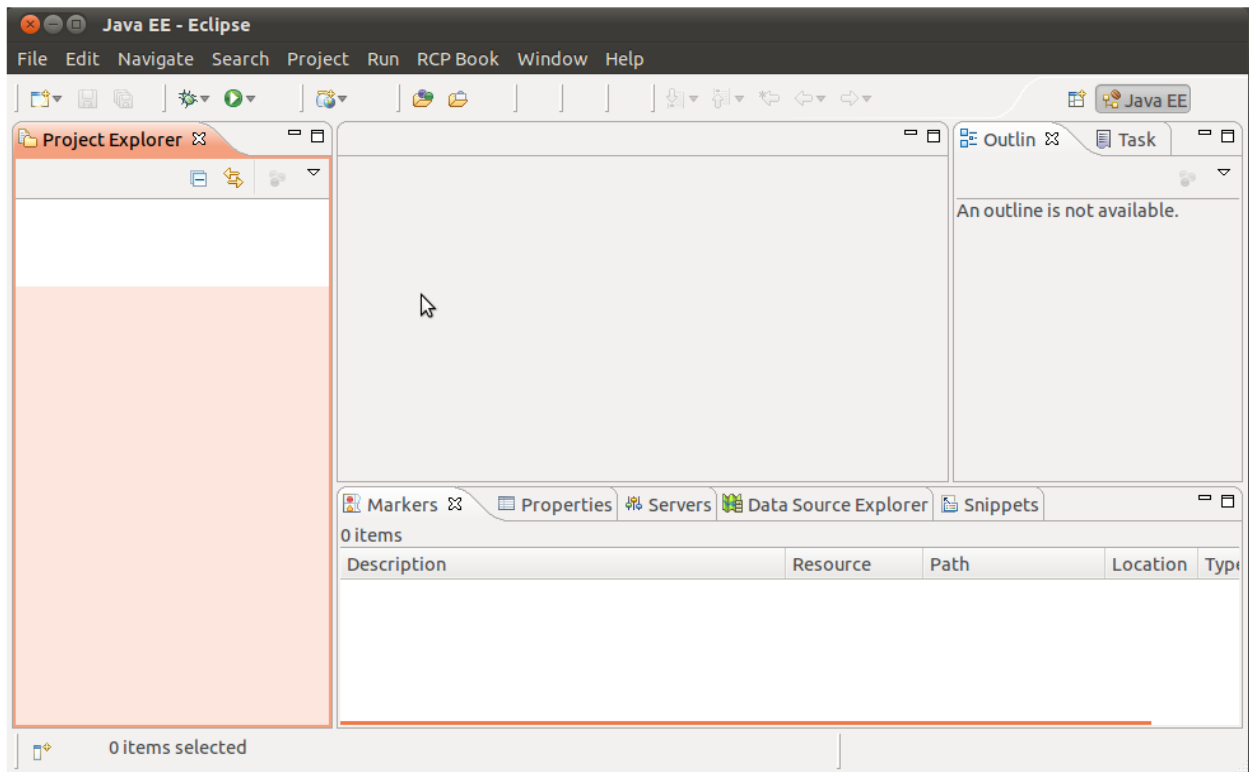 Java EE - Eclipse
File Edit Navigate Search Project Run RCP Book Window Help
Java EE
Project Explorer
Outlin Task
An outline is not available.
Markers Properties Servers Data Source Explorer Snippets
0 items
Description Resource Path Location Type
0 items selected